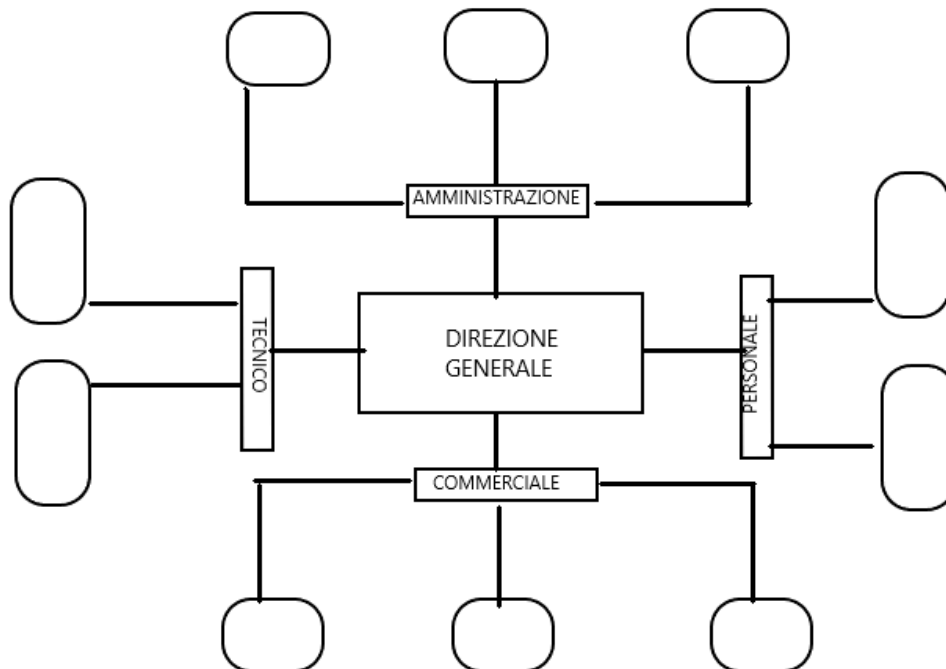 AMMINISTRAZIONE
TECNICO
DIREZIONE
GENERALE
PERSONALE
COMMERCIALE